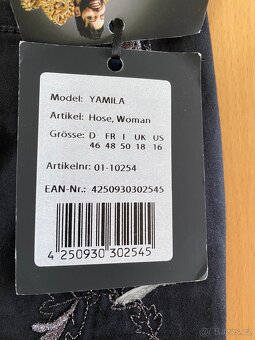 Model: YAMILA
Artikel: Hose, Woman
Grösse: D FR I UK US
46 48 50 18 16
Artikelnr: 01-10254
EAN-Nr.: 4250930302545
4 250930 302545